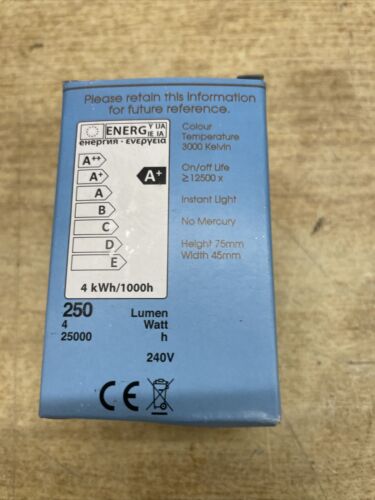 Please retain this information
for future reference.
ENERG Y IJA
IE IA
енергия · ενεργεια
A++
A+
A
B
C
D
E
A+
4 kWh/1000h
Colour
Temperature
3000 Kelvin
On/off Life
≥12500 x
Instant Light
No Mercury
Height 75mm
Width 45mm
250 Lumen
4 Watt
25000 h
240V
CE